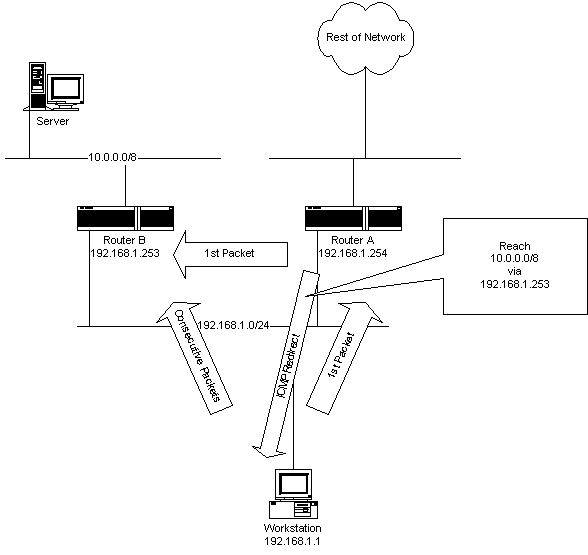 Rest of Network
Server
10.0.0.0/8
Router B
192.168.1.253
1st Packet
Router A
192.168.1.254
Reach
10.0.0.0/8
via
192.168.1.253
192.168.1.0/24
Consecutive Packets
ICMP Redirect
1st Packet
Workstation
192.168.1.1